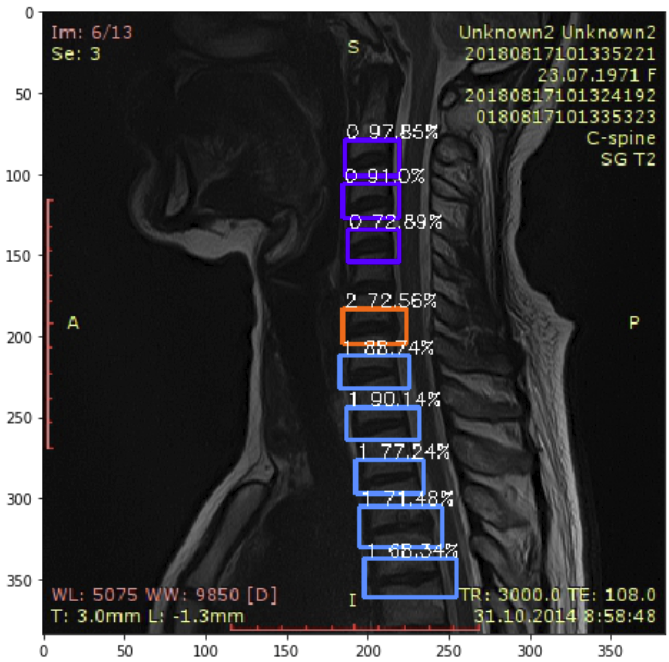 Im: 6/13
Se: 3
S
Unknown2 Unknown2
20180817101335221
23.07.1971 F
20180817101324192
0180817101335323
C-spine
SG T2
0 97.85%
0 91.0%
0 72.89%
2 72.56%
1 88.74%
1 90.14%
1 77.24%
1 71.48%
1 68.34%
A
P
I
WL: 5075 WW: 9850 [D]
T: 3.0mm L: -1.3mm
TR: 3000.0 TE: 108.0
31.10.2014 8:58:48
0
50
100
150
200
250
300
350
0 50 100 150 200 250 300 350